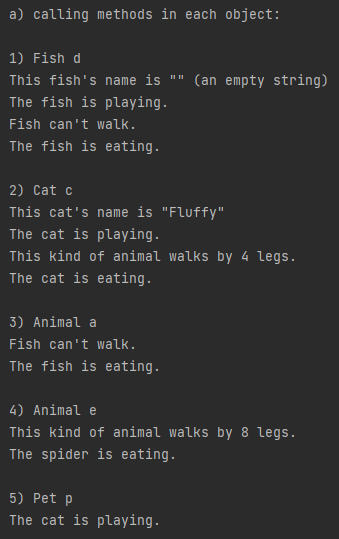 a) calling methods in each object:
1) Fish d
This fish's name is "" (an empty string)
The fish is playing.
Fish can't walk.
The fish is eating.
2) Cat c
This cat's name is "Fluffy"
The cat is playing.
This kind of animal walks by 4 legs.
The cat is eating.
3) Animal a
Fish can't walk.
The fish is eating.
4) Animal e
This kind of animal walks by 8 legs.
The spider is eating.
5) Pet p
The cat is playing.